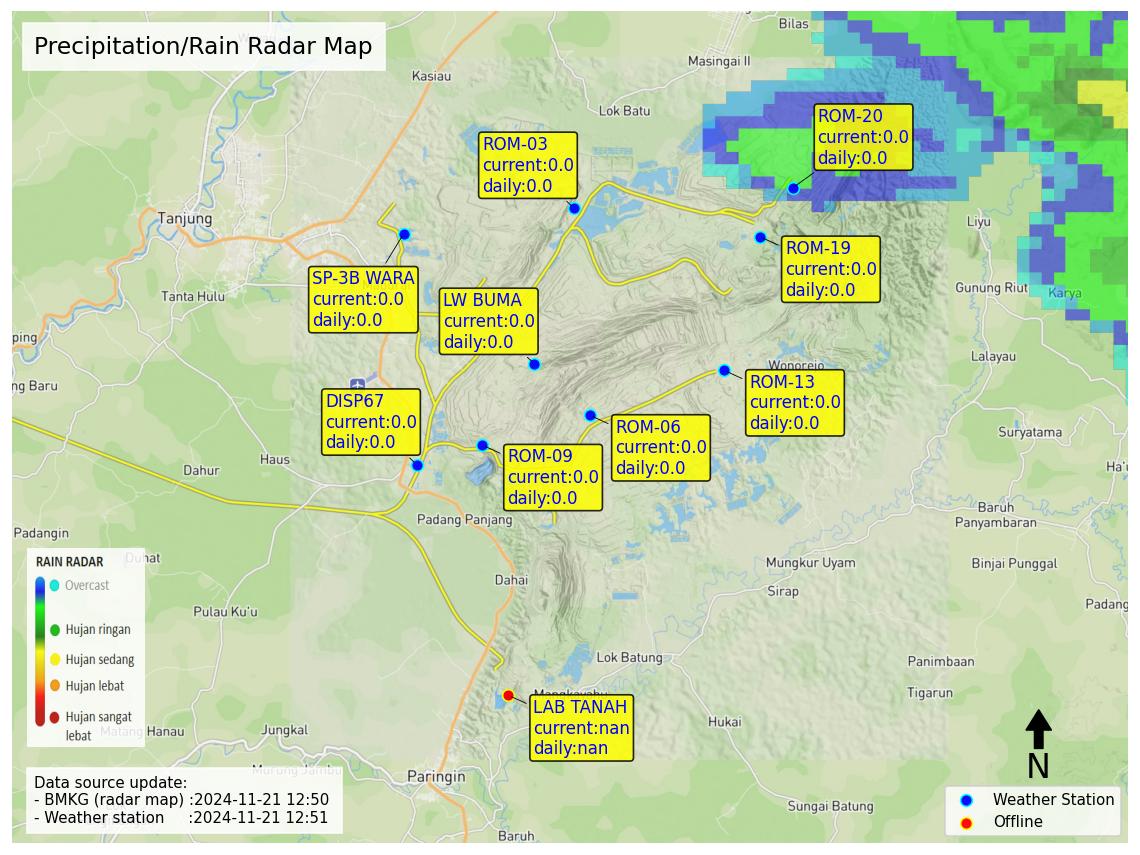 Precipitation/Rain Radar Map
Bilas
Masingai II
Kasiau
Lok Batu
ROM-20
current:0.0
daily:0.0
ROM-03
current:0.0
daily:0.0
Tanjung
Liyu
ROM-19
current:0.0
daily:0.0
SP-3B WARA
current:0.0
daily:0.0
Tanta Hulu
LW BUMA
current:0.0
daily:0.0
Gunung Riut
Karya
ping
Lalayau
Wonorejo
ng Baru
ROM-13
current:0.0
daily:0.0
DISP67
current:0.0
daily:0.0
ROM-06
current:0.0
daily:0.0
Suryatama
Haus
Dahur
ROM-09
current:0.0
daily:0.0
Ha'u
Baruh
Panyambaran
Padang Panjang
Padangin
Duhat
Mungkur Uyam
Binjai Punggal
Dahai
Sirap
Padang
Pulau Ku'u
RAIN RADAR
Overcast
Hujan ringan
Hujan sedang
Hujan lebat
Hujan sangat
lebat
Lok Batung
Panimbaan
Tigarun
Mangkayahu
LAB TANAH
current:nan
daily:nan
Hukai
Matang Hanau
Jungkal
Murung Jambu
Paringin
Data source update:
- BMKG (radar map) :2024-11-21 12:50
- Weather station :2024-11-21 12:51
Sungai Batung
Baruh
N
Weather Station
Offline